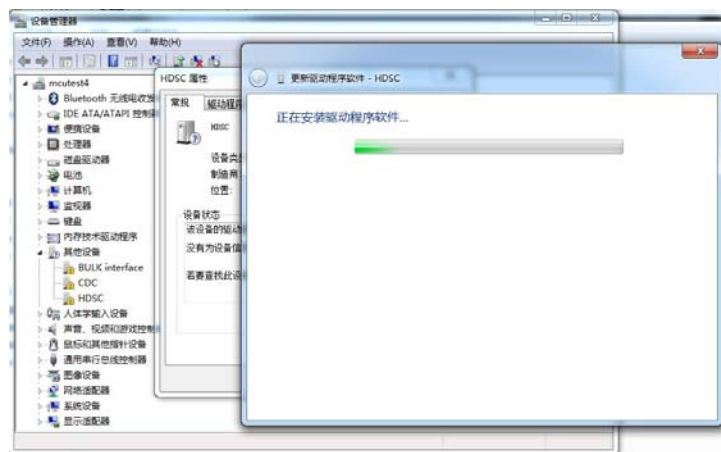 设备管理器
文件(F) 操作(A) 查看(V) 帮助(H)
mcutest4
Bluetooth 无线电收发
IDE ATA/ATAPI 控制
便携设备
处理器
磁盘驱动器
电池
计算机
监视器
键盘
内存技术驱动程序
其他设备
BULK interface
CDC
HDSC
人体学输入设备
声音、视频和游戏控制
鼠标和其他指针设备
通用串行总线控制器
图像设备
网络适配器
系统设备
显示适配器
HDSC 属性
常规 驱动程序
HDSC
设备类
制造商
位置:
设备状态
该设备的驱动
没有为设备信
若要查找此设
更新驱动程序软件 - HDSC
正在安装驱动程序软件...